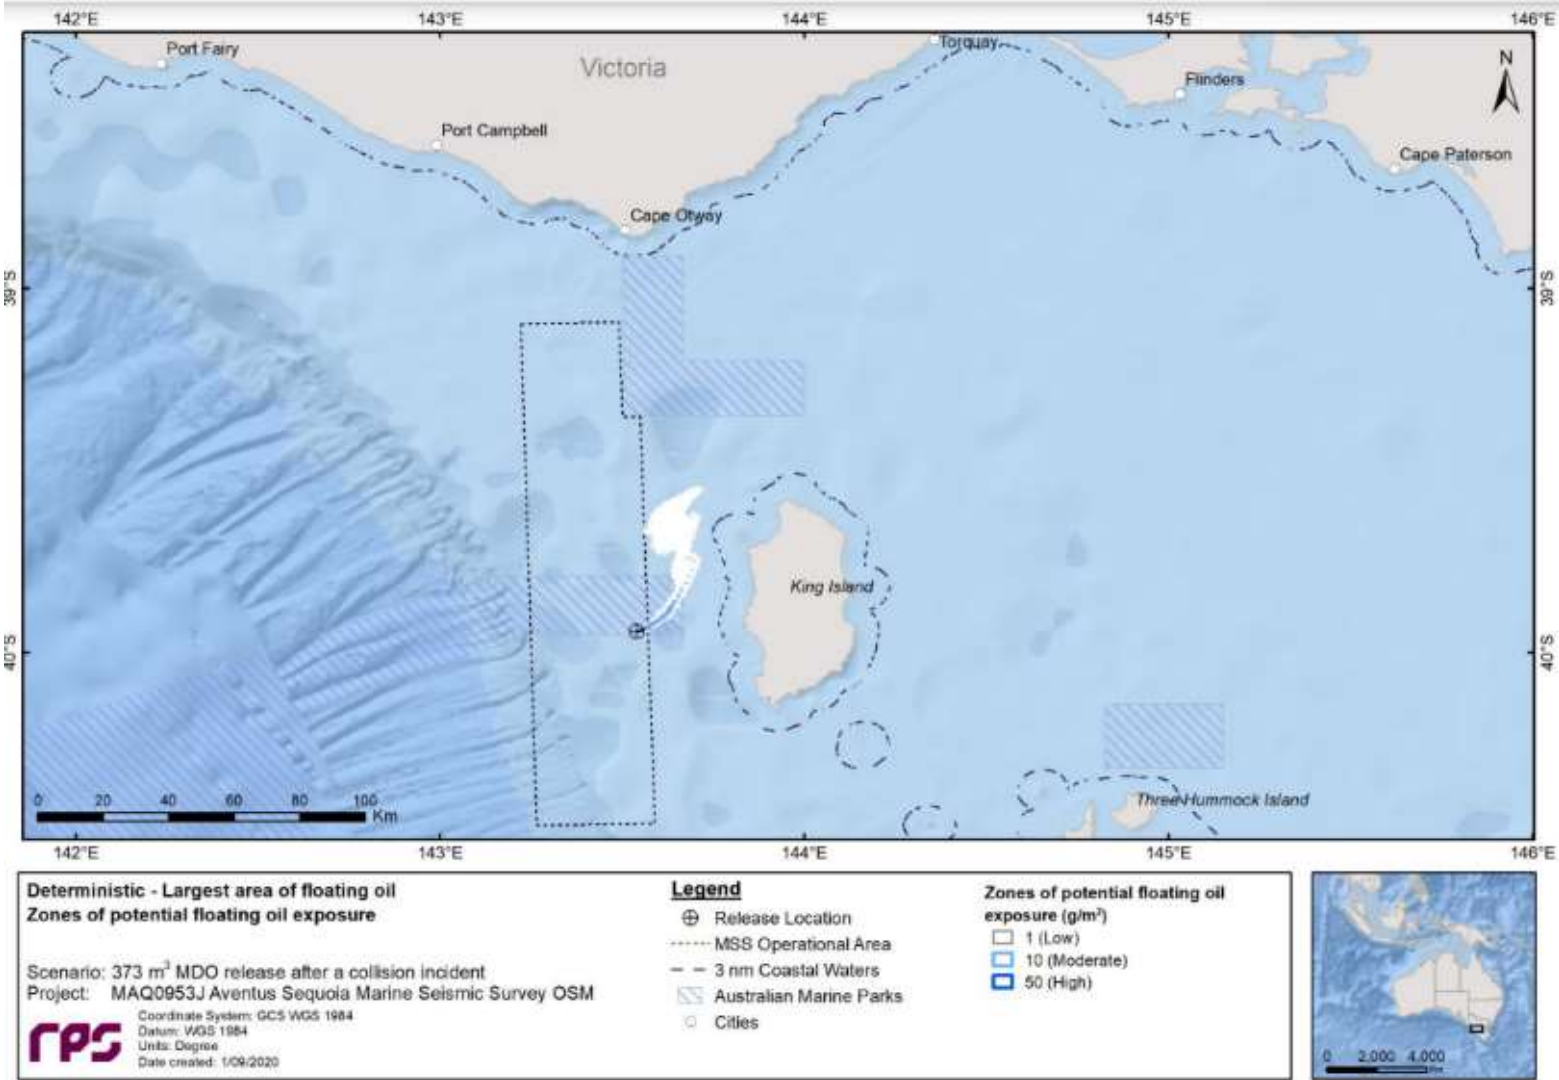 142°E 143°E 144°E 145°E 146°E
Port Fairy
Victoria
Torquay
Flinders
N
Port Campbell
Cape Paterson
Cape Otway
39°S 39°S
King Island
40°S 40°S
Three Hummock Island
0 20 40 60 80 100
Km
142°E 143°E 144°E 145°E 146°E
Deterministic - Largest area of floating oil
Zones of potential floating oil exposure
Scenario: 373 m³ MDO release after a collision incident
Project: MAQ0953J Aventus Sequoia Marine Seismic Survey OSM
rps
Coordinate System: GCS WGS 1984
Datum: WGS 1984
Units: Degree
Date created: 1/09/2020
Legend
Release Location
MSS Operational Area
3 nm Coastal Waters
Australian Marine Parks
Cities
Zones of potential floating oil
exposure (g/m²)
1 (Low)
10 (Moderate)
50 (High)
0 2,000 4,000